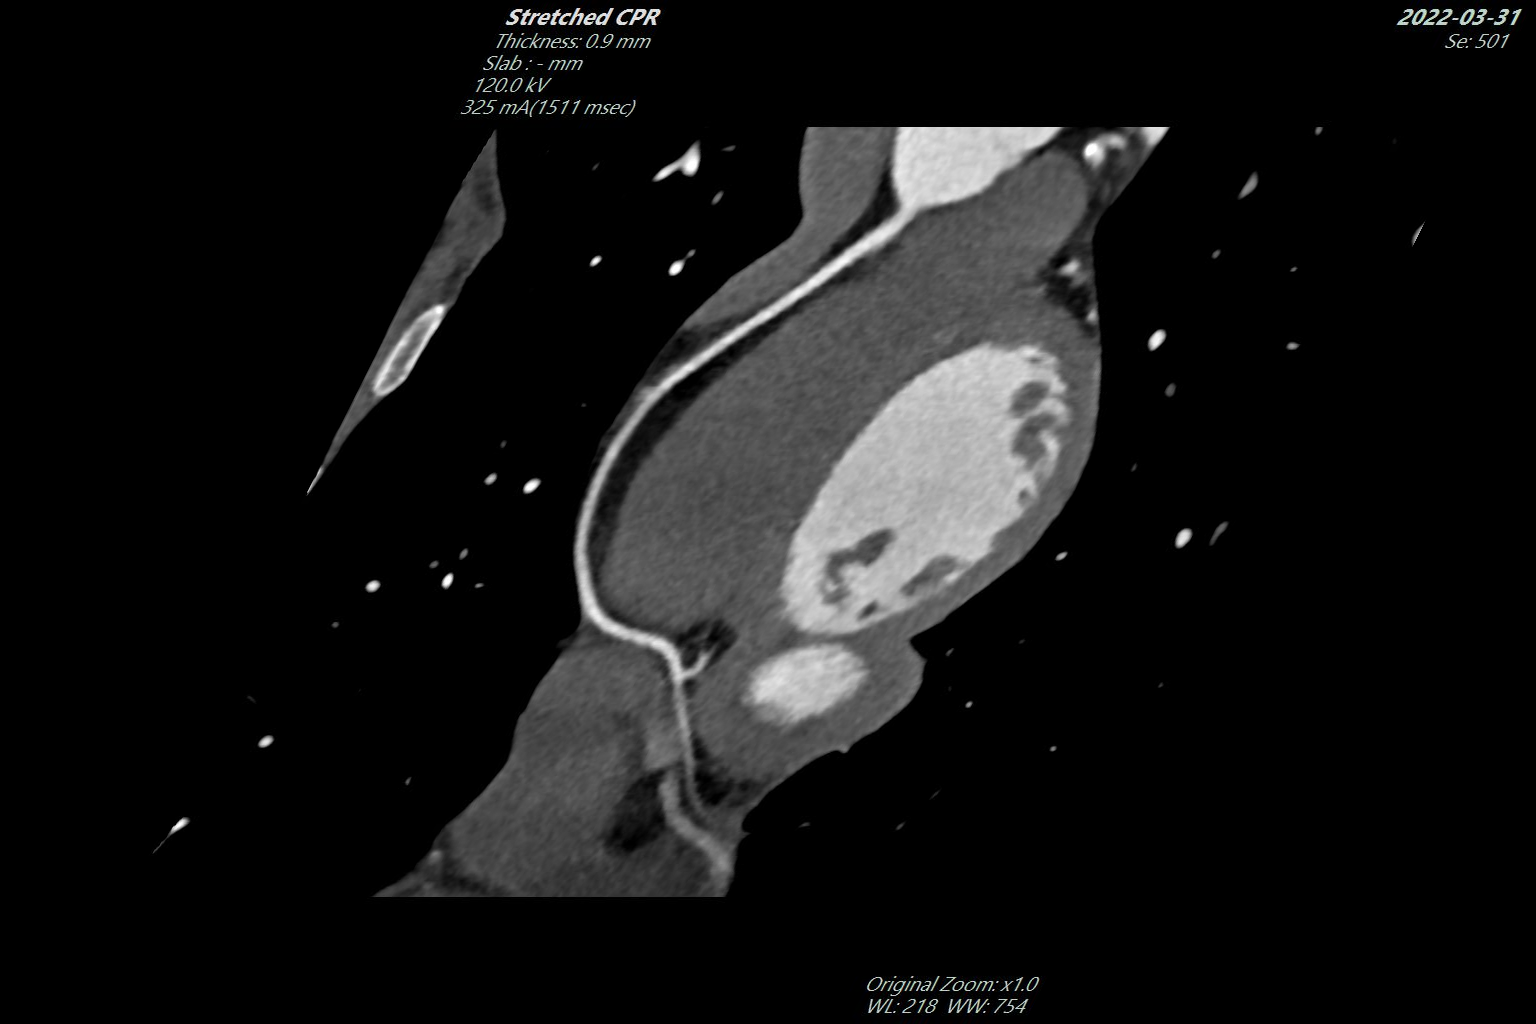 Stretched CPR
Thickness: 0.9 mm
Slab : - mm
120.0 kV
325 mA(1511 msec)
2022-03-31
Se: 501
Original Zoom: x1.0
WL: 218 WW: 754